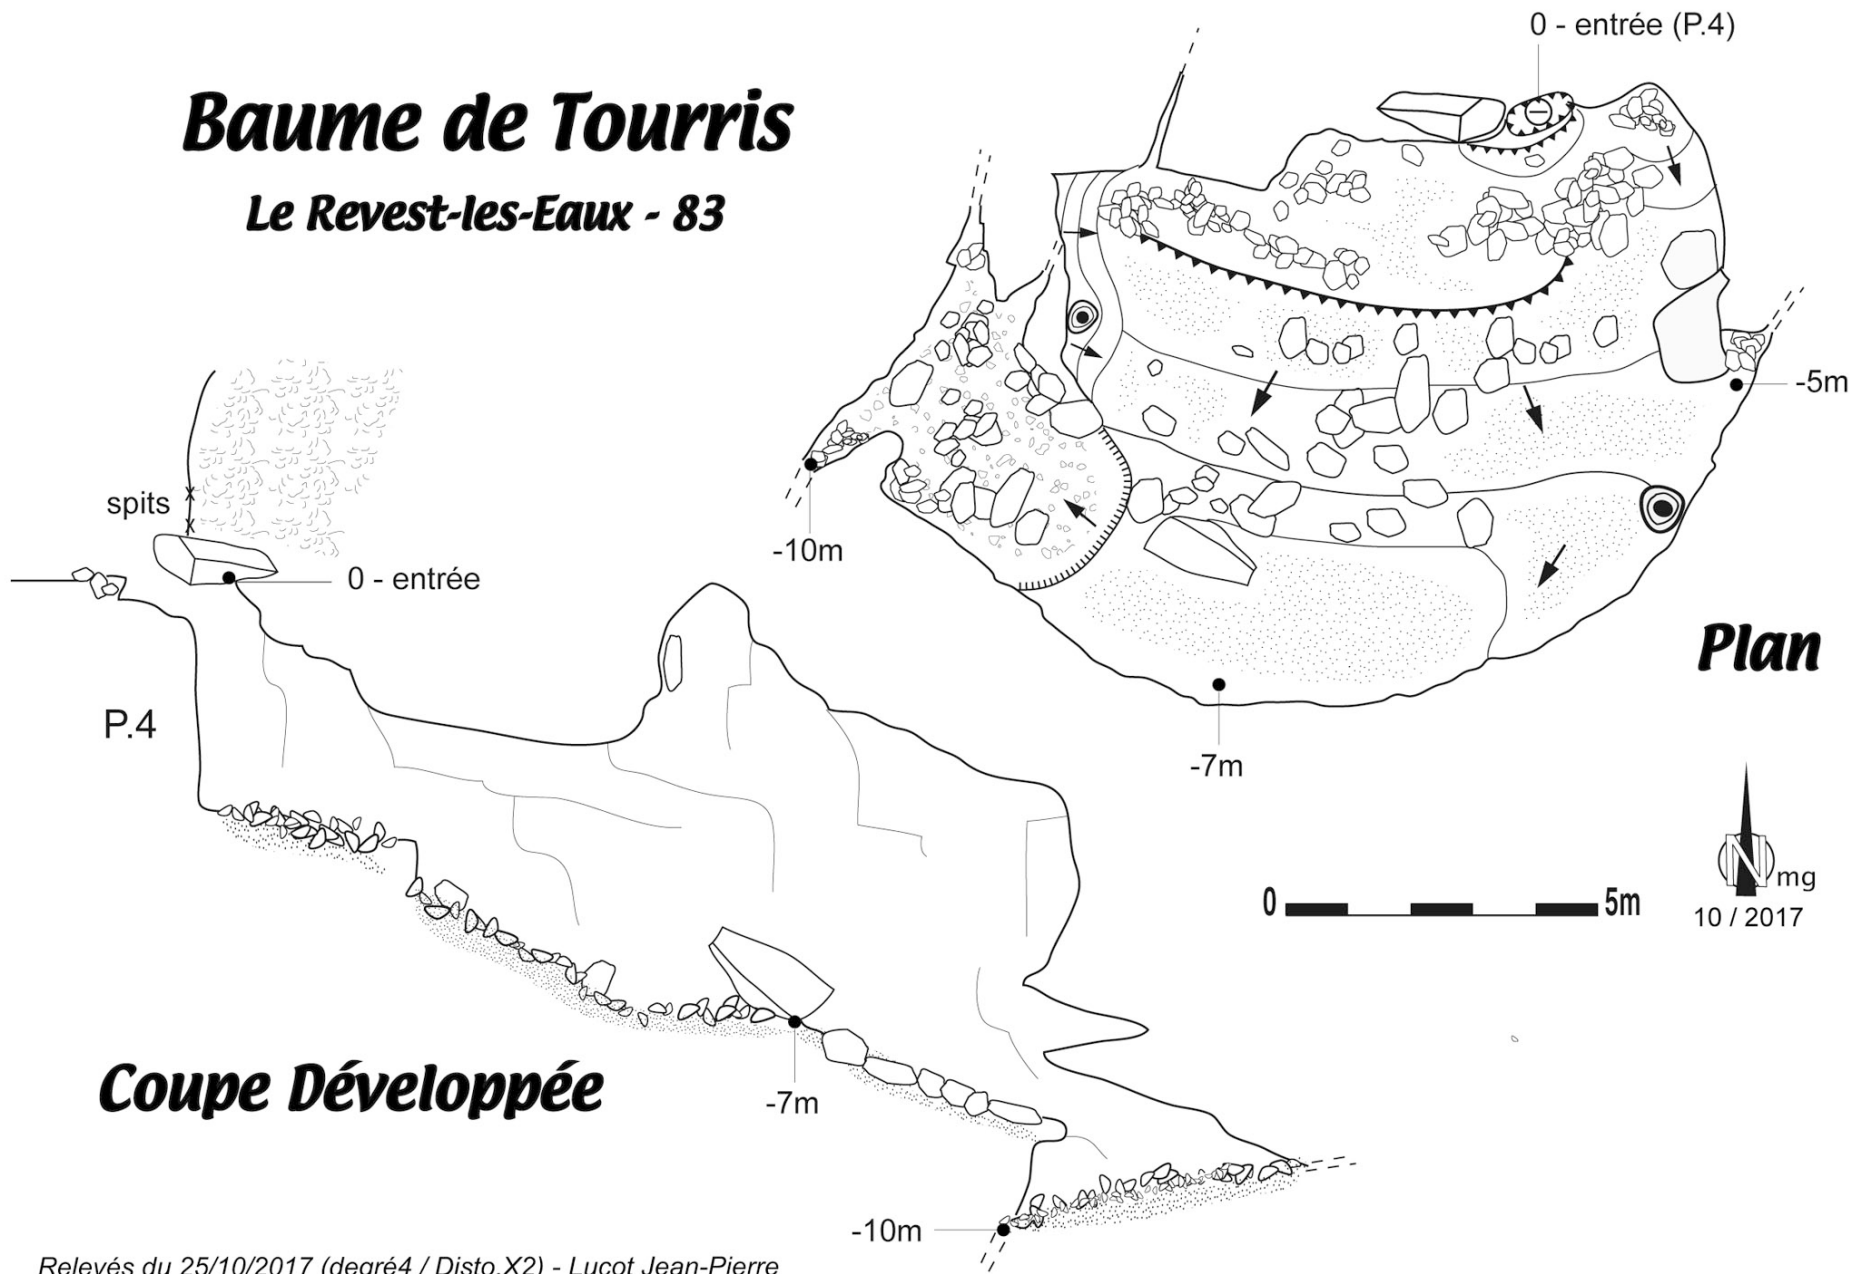 Baume de Tourris
Le Revest-les-Eaux - 83
0 - entrée (P.4)
-5m
-10m
-7m
Plan
spits
0 - entrée
P.4
-7m
-10m
Coupe Développée
0 5m
N mg
10 / 2017
Relevés du 25/10/2017 (degré4 / Disto.X2) - Lucot Jean-Pierre